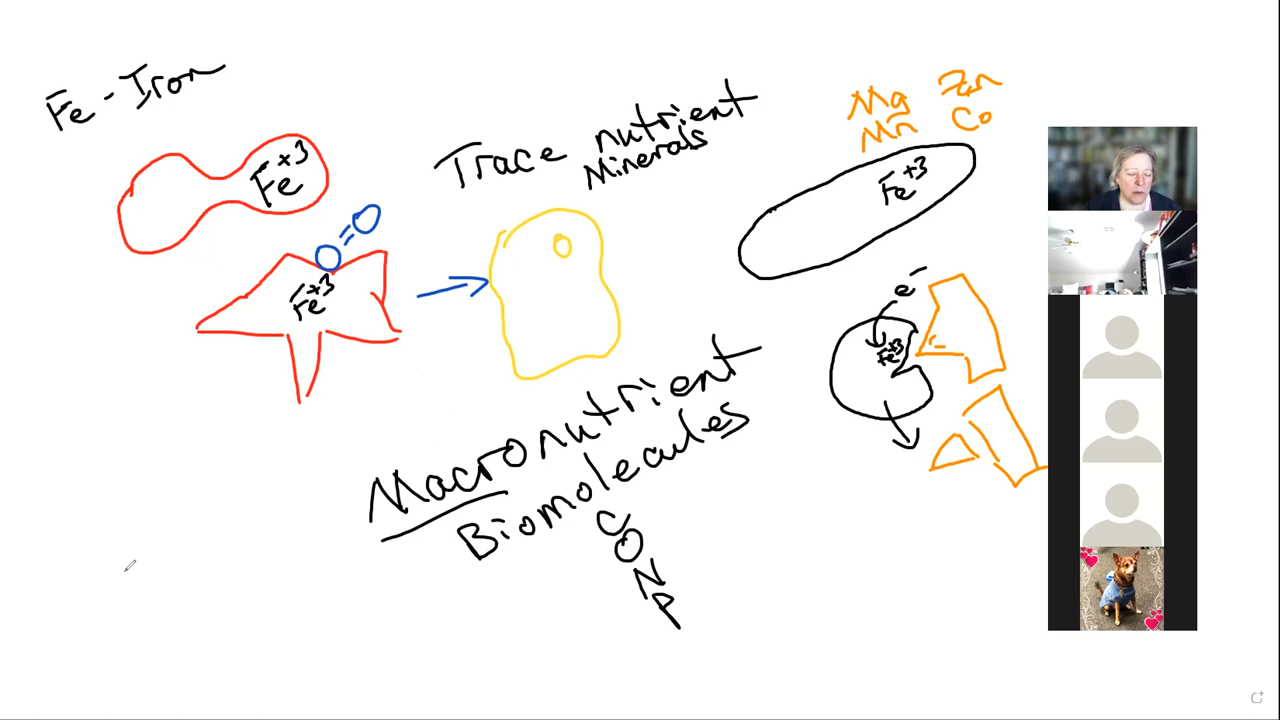 Fe - Iron
Fe+3
O=O
Fe+3
Trace nutrient
Minerals
Mg Zn
Mn Co
Fe+3
e-
Fe+3
Macronutrient
Biomolecules
C
O
N
P